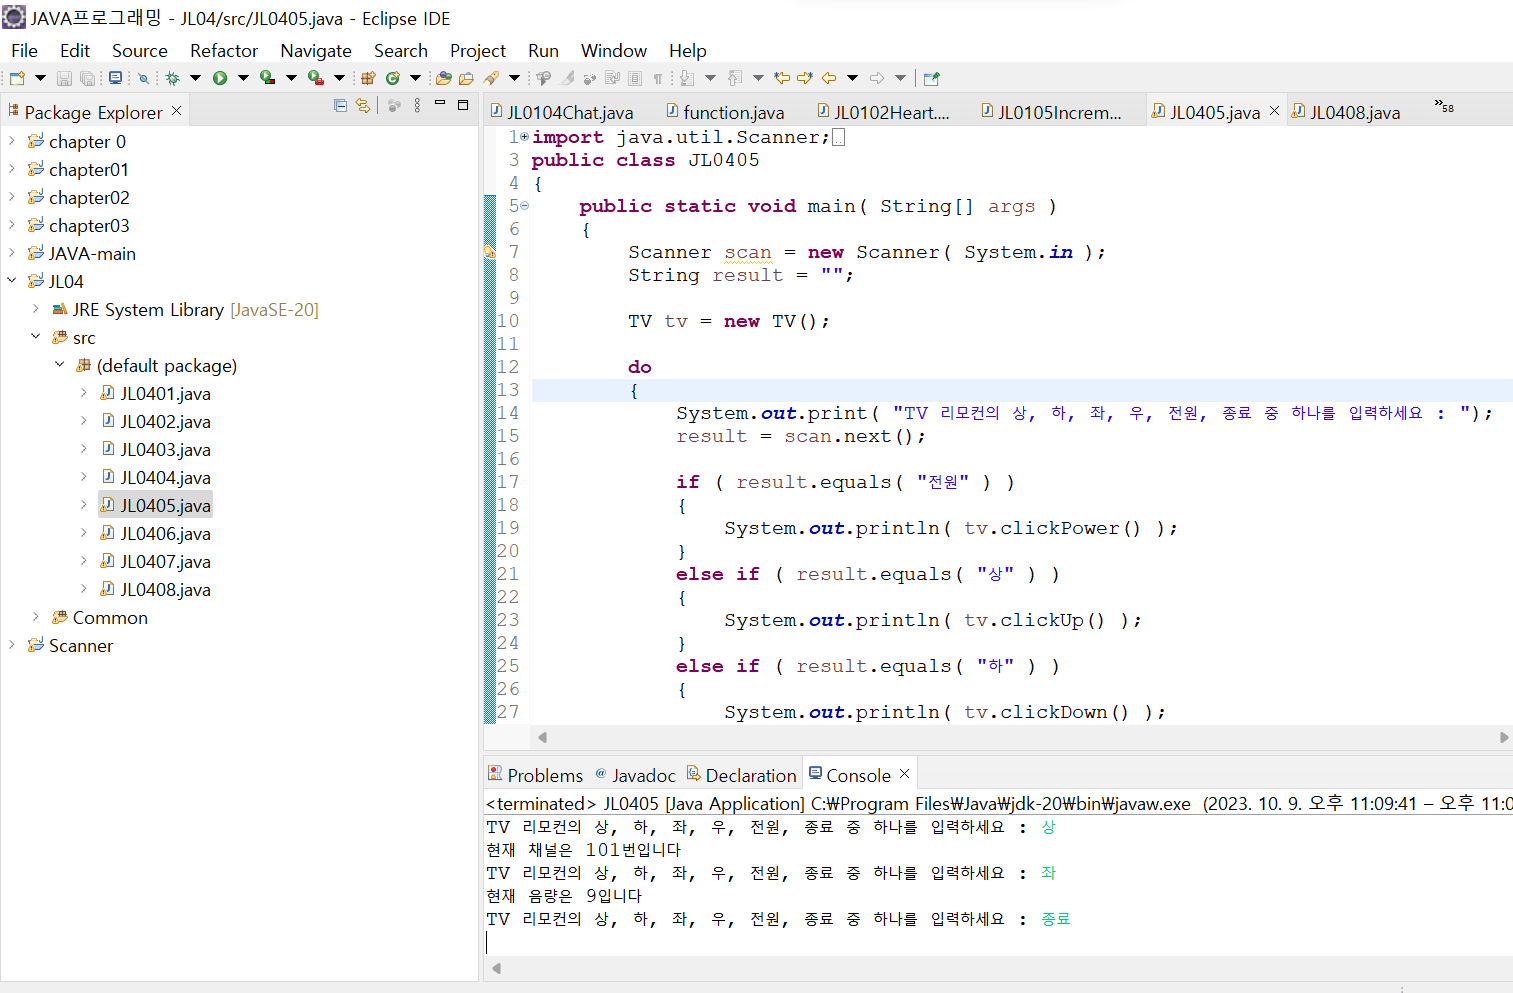 JAVA프로그래밍 - JL04/src/JL0405.java - Eclipse IDE
File Edit Source Refactor Navigate Search Project Run Window Help
Package Explorer
chapter 0
chapter01
chapter02
chapter03
JAVA-main
JL04
JRE System Library [JavaSE-20]
src
(default package)
JL0401.java
JL0402.java
JL0403.java
JL0404.java
JL0405.java
JL0406.java
JL0407.java
JL0408.java
Common
Scanner
JL0104Chat.java function.java JL0102Heart.... JL0105Increm... JL0405.java JL0408.java »58
1 import java.util.Scanner;
3 public class JL0405
4 {
5 public static void main( String[] args )
6 {
7 Scanner scan = new Scanner( System.in );
8 String result = "";
9
10 TV tv = new TV();
11
12 do
13 {
14 System.out.print( "TV 리모컨의 상, 하, 좌, 우, 전원, 종료 중 하나를 입력하세요 : ");
15 result = scan.next();
16
17 if ( result.equals( "전원" ) )
18 {
19 System.out.println( tv.clickPower() );
20 }
21 else if ( result.equals( "상" ) )
22 {
23 System.out.println( tv.clickUp() );
24 }
25 else if ( result.equals( "하" ) )
26 {
27 System.out.println( tv.clickDown() );
Problems Javadoc Declaration Console
<terminated> JL0405 [Java Application] C:₩Program Files₩Java₩jdk-20₩bin₩javaw.exe (2023. 10. 9. 오후 11:09:41 – 오후 11:0
TV 리모컨의 상, 하, 좌, 우, 전원, 종료 중 하나를 입력하세요 : 상
현재 채널은 101번입니다
TV 리모컨의 상, 하, 좌, 우, 전원, 종료 중 하나를 입력하세요 : 좌
현재 음량은 9입니다
TV 리모컨의 상, 하, 좌, 우, 전원, 종료 중 하나를 입력하세요 : 종료